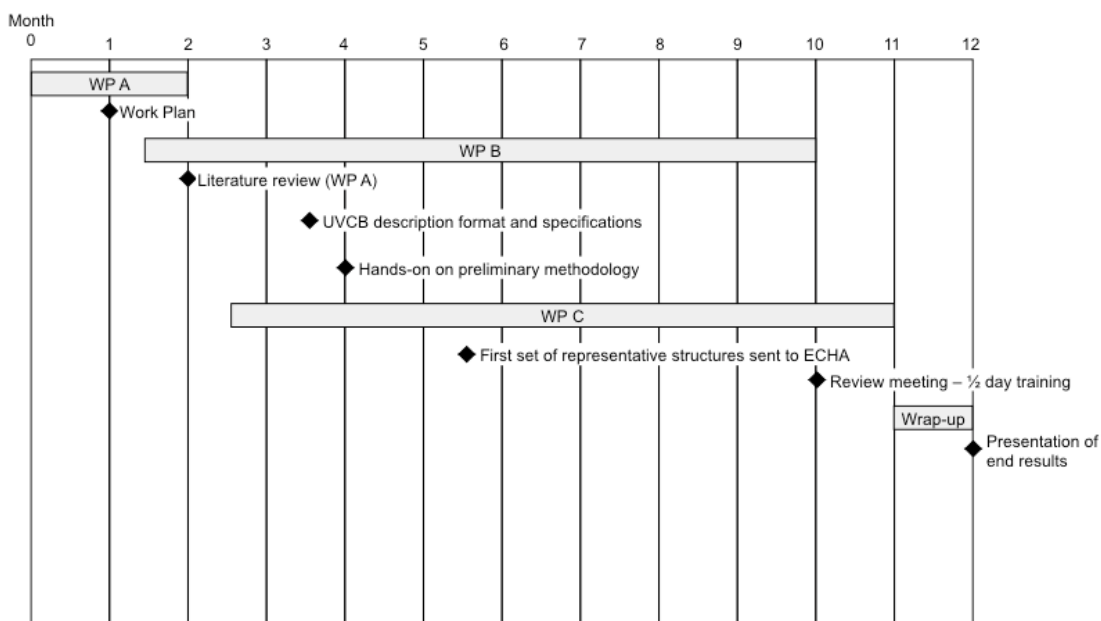 Month
0 1 2 3 4 5 6 7 8 9 10 11 12
WP A
Work Plan
WP B
Literature review (WP A)
UVCB description format and specifications
Hands-on on preliminary methodology
WP C
First set of representative structures sent to ECHA
Review meeting – ½ day training
Wrap-up
Presentation of
end results